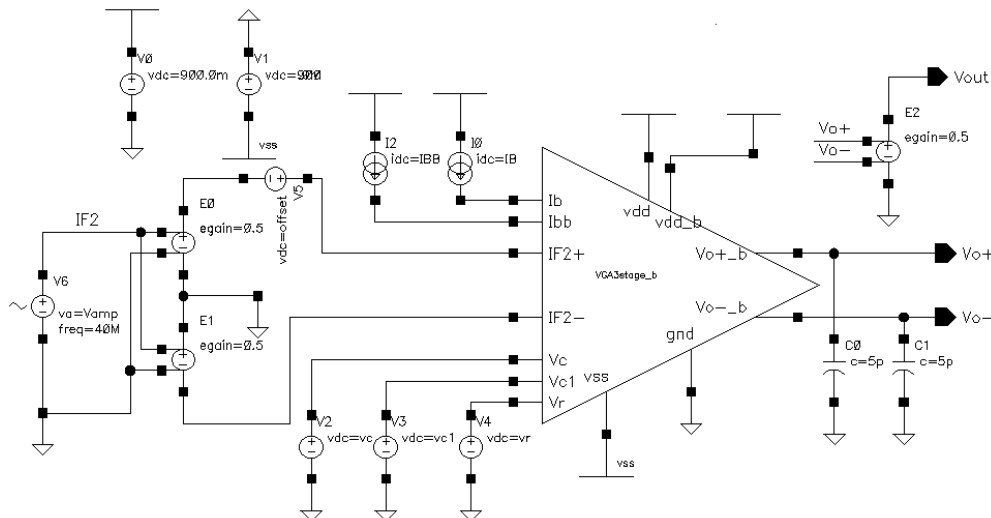 V0
vdc=900.0m
V1
vss
I2
idc=IBB
I0
idc=IB
Vout
E2
egain=0.5
Vo+
Vo-
E0
egain=0.5
V5
vdc=offset
IF2
V6
va=Vamp
freq=40M
E1
egain=0.5
Ib
Ibb
IF2+
IF2-
Vc
Vc1
Vr
vdd
vdd_b
VGA3stage_b
Vo+_b
Vo-_b
gnd
VSS
vss
Vo+
Vo-
C0
c=5p
C1
c=5p
V2
vdc=vc
V3
vdc=vc1
V4
vdc=vr